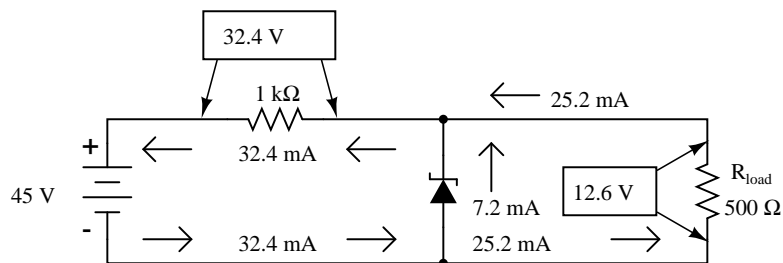 32.4 V
1 kΩ
25.2 mA
+
32.4 mA
45 V
12.6 V
R_load
500 Ω
7.2 mA
-
32.4 mA
25.2 mA